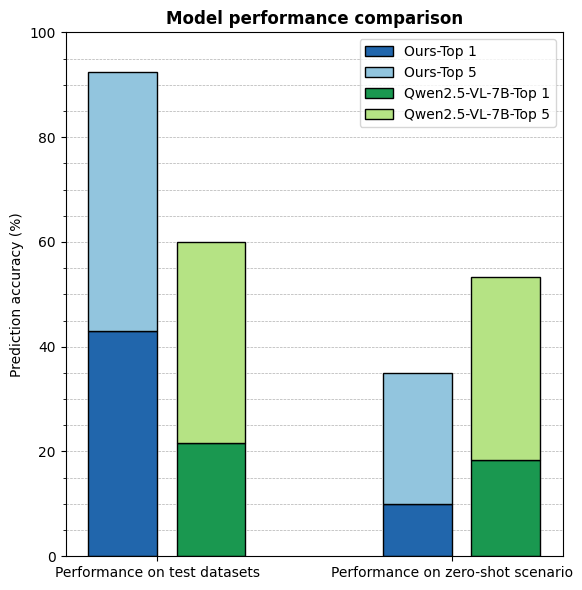 Model performance comparison
Ours-Top 1
Ours-Top 5
Qwen2.5-VL-7B-Top 1
Qwen2.5-VL-7B-Top 5
Prediction accuracy (%)
100
80
60
40
20
0
Performance on test datasets
Performance on zero-shot scenario